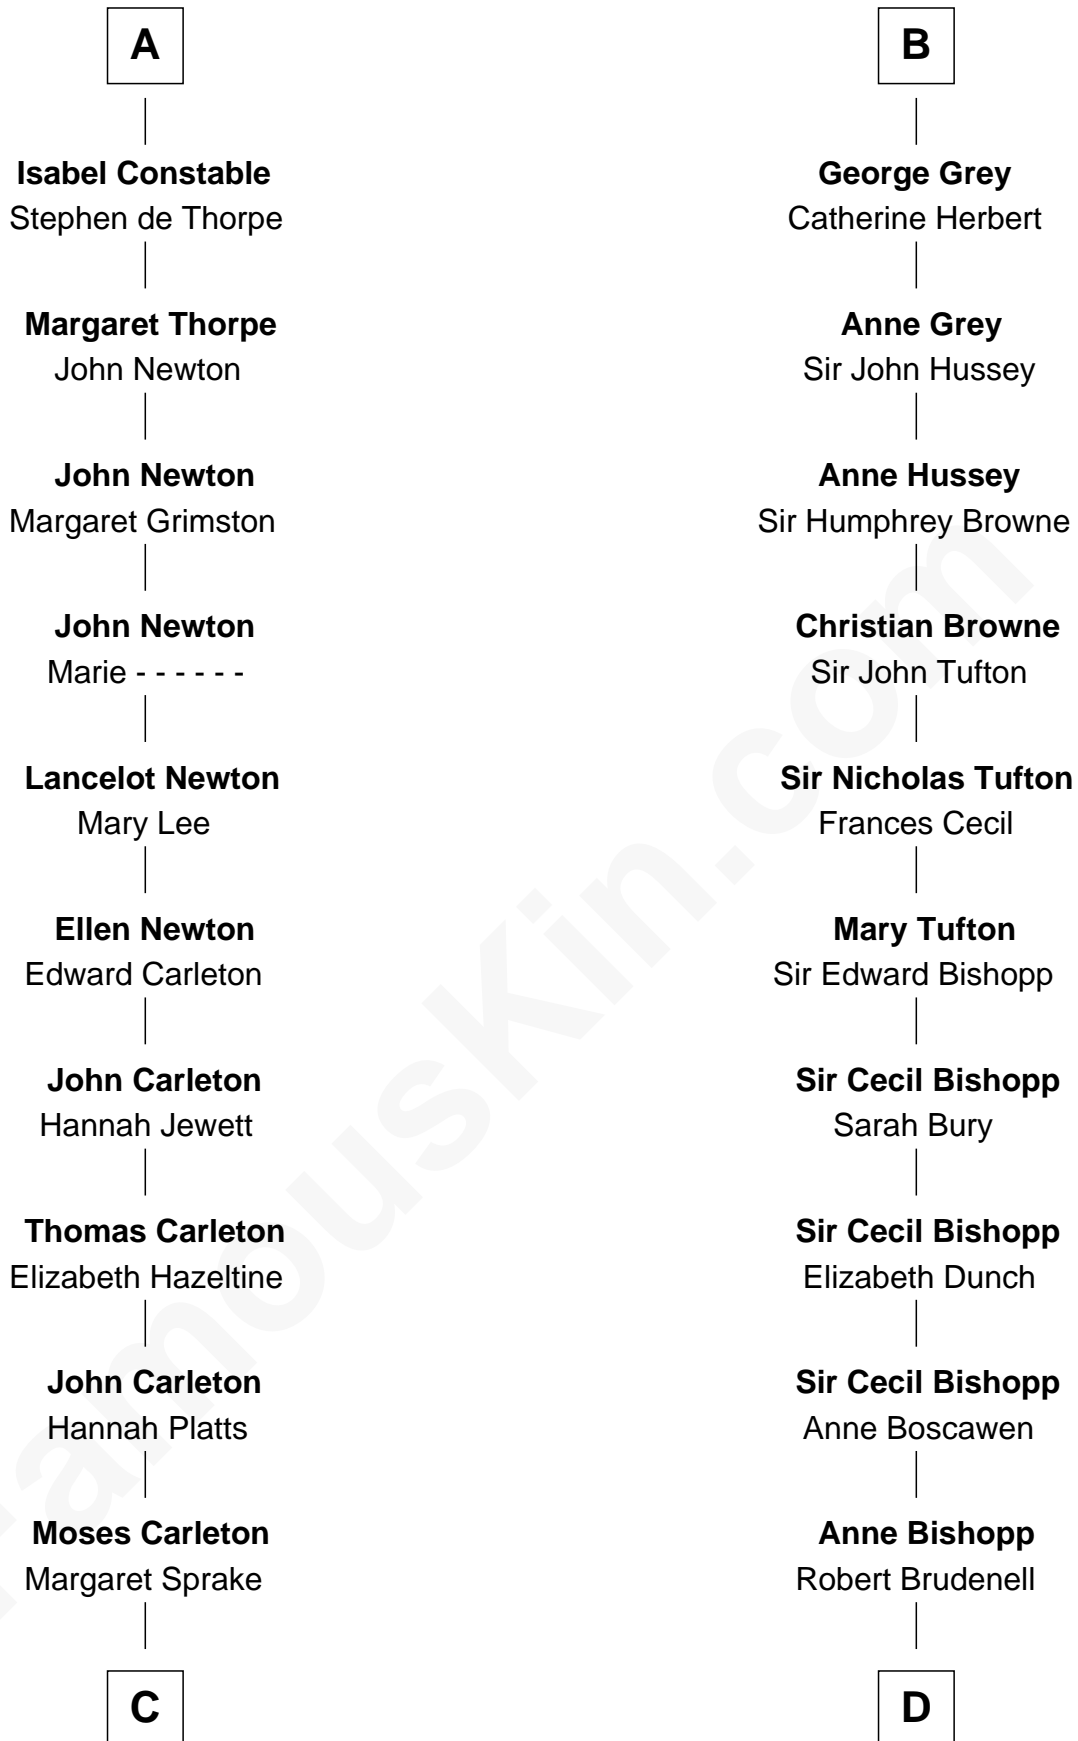 A
Isabel Constable
Stephen de Thorpe
Margaret Thorpe
John Newton
John Newton
Margaret Grimston
John Newton
Marie - - - - - -
Lancelot Newton
Mary Lee
Ellen Newton
Edward Carleton
John Carleton
Hannah Jewett
Thomas Carleton
Elizabeth Hazeltine
John Carleton
Hannah Platts
Moses Carleton
Margaret Sprake
C
B
George Grey
Catherine Herbert
Anne Grey
Sir John Hussey
Anne Hussey
Sir Humphrey Browne
Christian Browne
Sir John Tufton
Sir Nicholas Tufton
Frances Cecil
Mary Tufton
Sir Edward Bishopp
Sir Cecil Bishopp
Sarah Bury
Sir Cecil Bishopp
Elizabeth Dunch
Sir Cecil Bishopp
Anne Boscawen
Anne Bishopp
Robert Brudenell
D
FamousKin.com